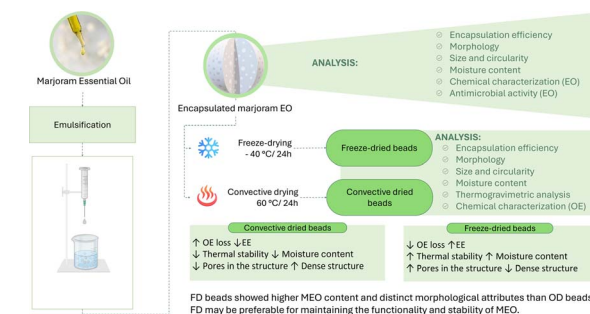 Marjoram Essential Oil
Emulsification
Encapsulated marjoram EO
ANALYSIS:
Encapsulation efficiency
Morphology
Size and circularity
Moisture content
Chemical characterization (EO)
Antimicrobial activity (EO)
Freeze-drying
- 40 ºC/ 24h
Freeze-dried beads
Convective drying
60 ºC/ 24h
Convective dried
beads
ANALYSIS:
Encapsulation efficiency
Morphology
Size and circularity
Moisture content
Thermogravimetric analysis
Chemical characterization (OE)
Convective dried beads
↑ OE loss ↓EE
↓ Thermal stability ↓ Moisture content
↓ Pores in the structure ↑ Dense structure
Freeze-dried beads
↓ OE loss ↑EE
↑ Thermal stability ↑ Moisture content
↑ Pores in the structure ↓ Dense structure
FD beads showed higher MEO content and distinct morphological attributes than OD beads
FD may be preferable for maintaining the functionality and stability of MEO.